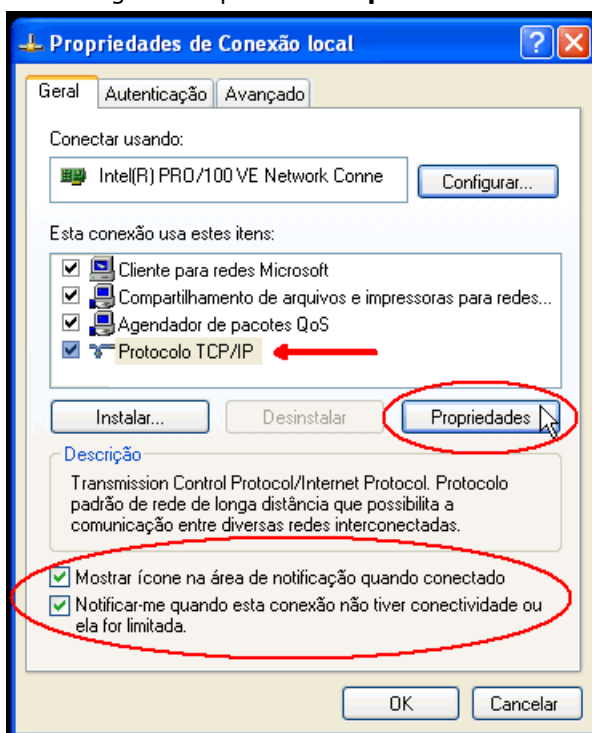 Propriedades de Conexão local
Geral
Autenticação
Avançado
Conectar usando:
Intel(R) PRO/100 VE Network Conne
Configurar...
Esta conexão usa estes itens:
Cliente para redes Microsoft
Compartilhamento de arquivos e impressoras para redes...
Agendador de pacotes QoS
Protocolo TCP/IP
Instalar...
Desinstalar
Propriedades
Descrição
Transmission Control Protocol/Internet Protocol. Protocolo
padrão de rede de longa distância que possibilita a
comunicação entre diversas redes interconectadas.
Mostrar ícone na área de notificação quando conectado
Notificar-me quando esta conexão não tiver conectividade ou
ela for limitada.
OK
Cancelar